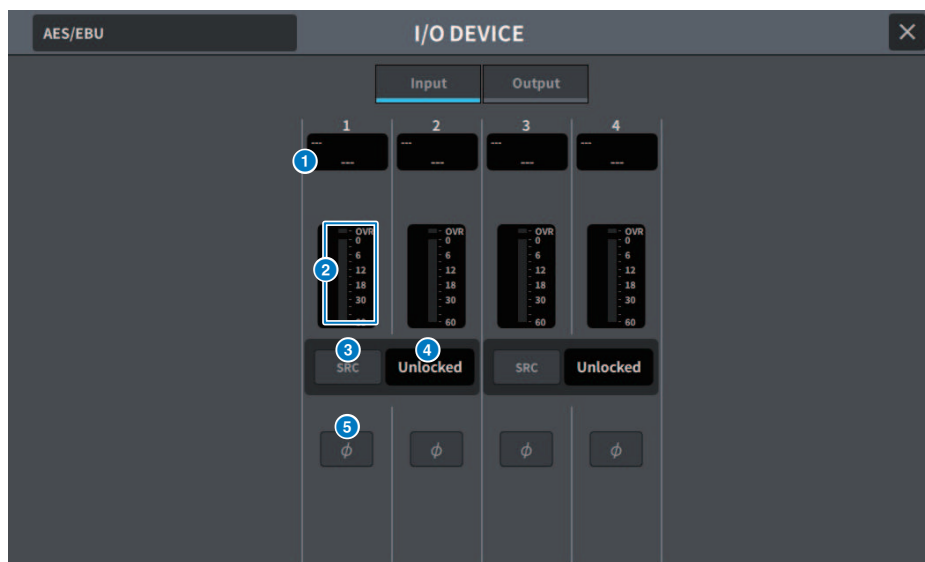 AES/EBU
I/O DEVICE
Input
Output
1 2 3 4
--- --- --- ---
1
--- --- --- ---
OVR OVR OVR OVR
0 0 0 0
6 6 6 6
2
12 12 12 12
18 18 18 18
30 30 30 30
60 60 60 60
3 4
SRC Unlocked SRC Unlocked
5
ϕ ϕ ϕ ϕ